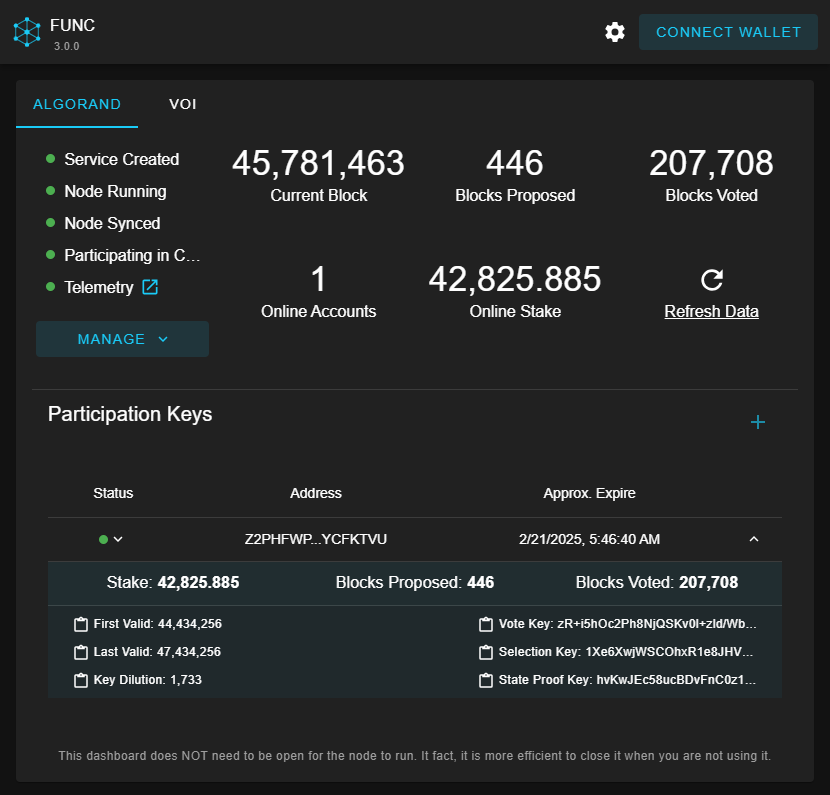 FUNC
3.0.0
CONNECT WALLET
ALGORAND VOI
Service Created
Node Running
Node Synced
Participating in C...
Telemetry
MANAGE
45,781,463
Current Block
446
Blocks Proposed
207,708
Blocks Voted
1
Online Accounts
42,825.885
Online Stake
Refresh Data
Participation Keys
+
Status Address Approx. Expire
Z2PHFWP...YCFKTVU 2/21/2025, 5:46:40 AM
Stake: 42,825.885 Blocks Proposed: 446 Blocks Voted: 207,708
First Valid: 44,434,256
Last Valid: 47,434,256
Key Dilution: 1,733
Vote Key: zR+i5hOc2Ph8NjQSKv0l+zld/Wb...
Selection Key: 1Xe6XwjWSCOhxR1e8JHV...
State Proof Key: hvKwJEc58ucBDvFnC0z1...
This dashboard does NOT need to be open for the node to run. It fact, it is more efficient to close it when you are not using it.